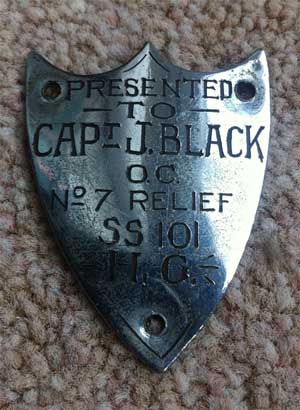 PRESENTED
TO
CAPT J. BLACK
O.C.
No 7 RELIEF
SS 101
H.G.